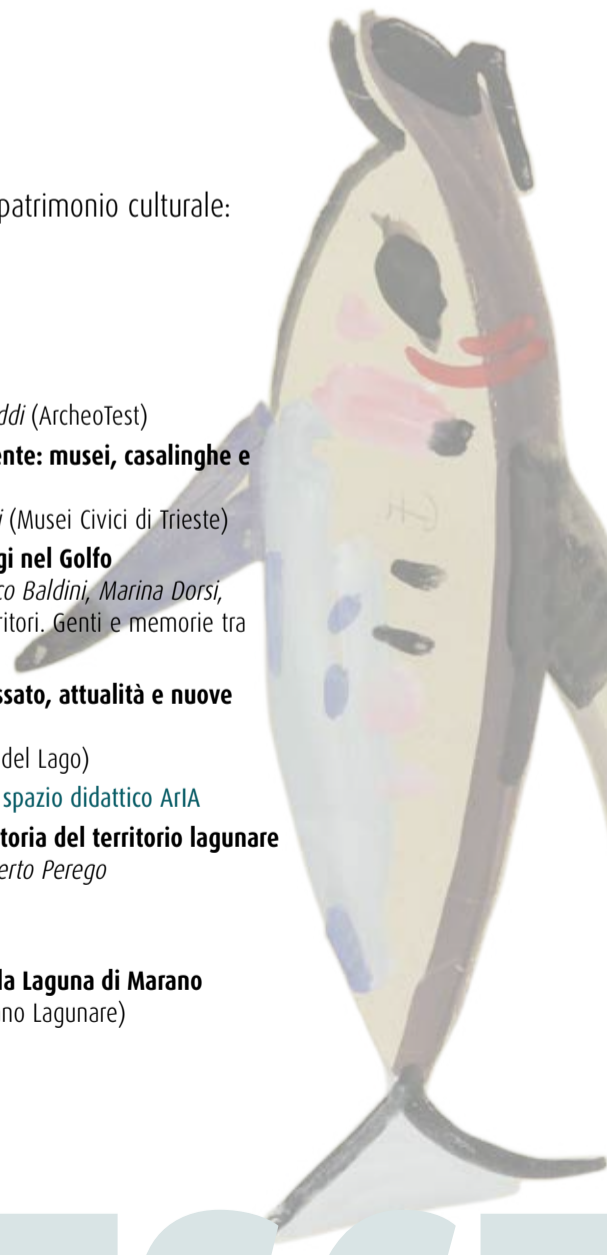 patrimonio culturale:
ddi (ArcheoTest)
ente: musei, casalinghe e
i (Musei Civici di Trieste)
gi nel Golfo
co Baldini, Marina Dorsi,
ritori. Genti e memorie tra
ssato, attualità e nuove
del Lago)
spazio didattico ArIA
toria del territorio lagunare
erto Perego
la Laguna di Marano
no Lagunare)